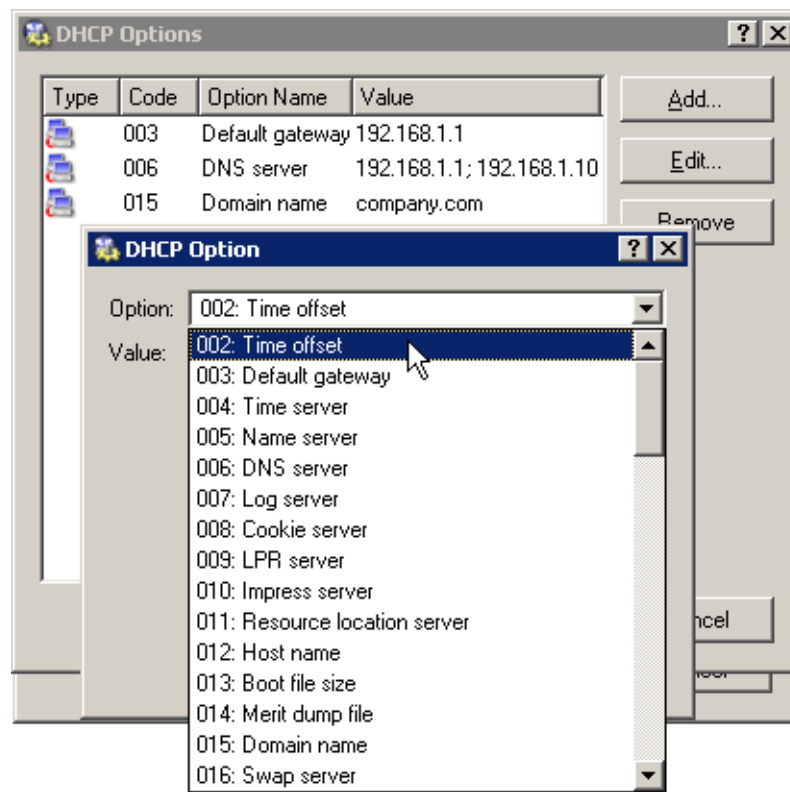 DHCP Options
Type Code Option Name Value
003 Default gateway 192.168.1.1
006 DNS server 192.168.1.1; 192.168.1.10
015 Domain name company.com
Add...
Edit...
Remove
DHCP Option
Option: 002: Time offset
Value:
002: Time offset
003: Default gateway
004: Time server
005: Name server
006: DNS server
007: Log server
008: Cookie server
009: LPR server
010: Impress server
011: Resource location server
012: Host name
013: Boot file size
014: Merit dump file
015: Domain name
016: Swap server